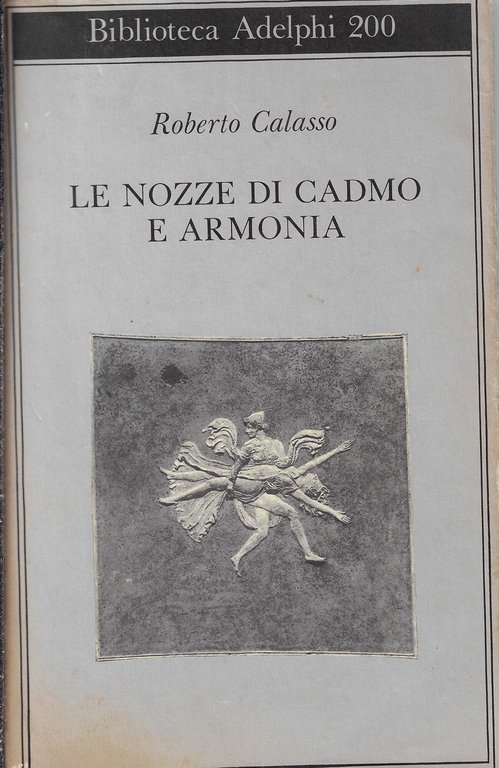 Biblioteca Adelphi 200
Roberto Calasso
LE NOZZE DI CADMO
E ARMONIA